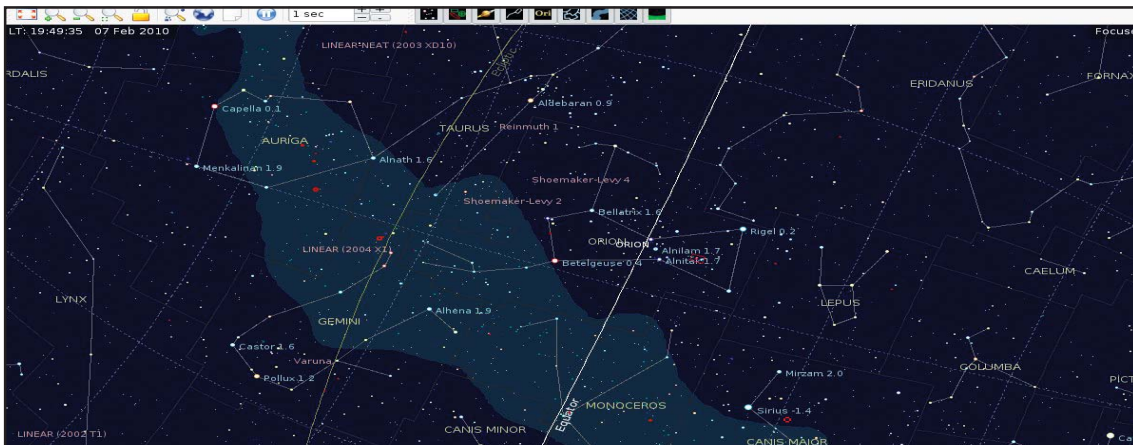 1 sec
Ori
LT: 19:49:35 07 Feb 2010
Focuse
LINEAR-NEAT (2003 XD10)
Ecliptic
RDALIS
ERIDANUS
FORNAX
Capella 0.1
Aldebaran 0.9
TAURUS
Reinmuth 1
AURIGA
Menkalinan 1.9
Alnath 1.6
Shoemaker-Levy 4
Shoemaker-Levy 2
Bellatrix 1.6
Rigel 0.2
ORION
ORION
LINEAR (2004 X1)
Alnilam 1.7
Betelgeuse 0.4
Alnitak 1.7
CAELUM
LYNX
LEPUS
Alhena 1.9
GEMINI
Castor 1.6
Varuna
COLUMBA
Pollux 1.2
Mirzam 2.0
PICT
MONOCEROS
Sirius -1.4
Equator
LINEAR (2002 T1)
CANIS MINOR
CANIS MAJOR
Ca